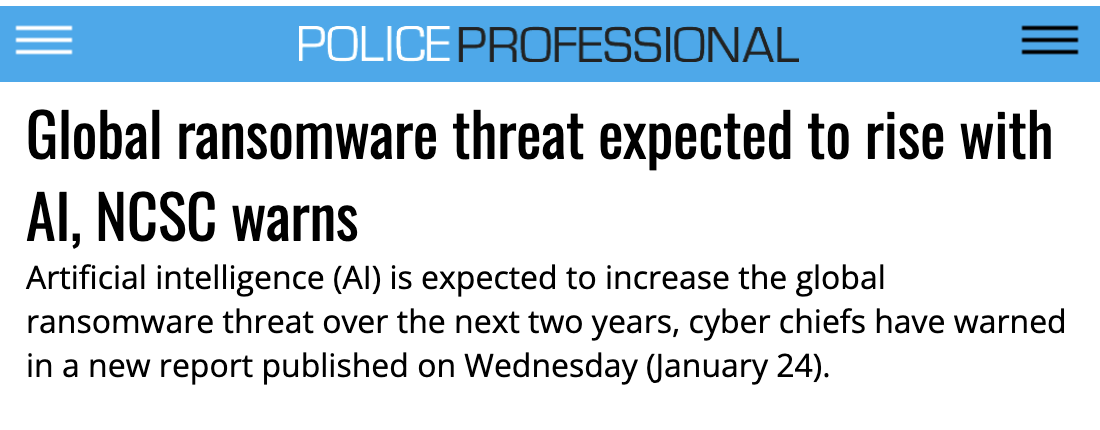 POLICE PROFESSIONAL
Global ransomware threat expected to rise with
AI, NCSC warns
Artificial intelligence (AI) is expected to increase the global
ransomware threat over the next two years, cyber chiefs have warned
in a new report published on Wednesday (January 24).